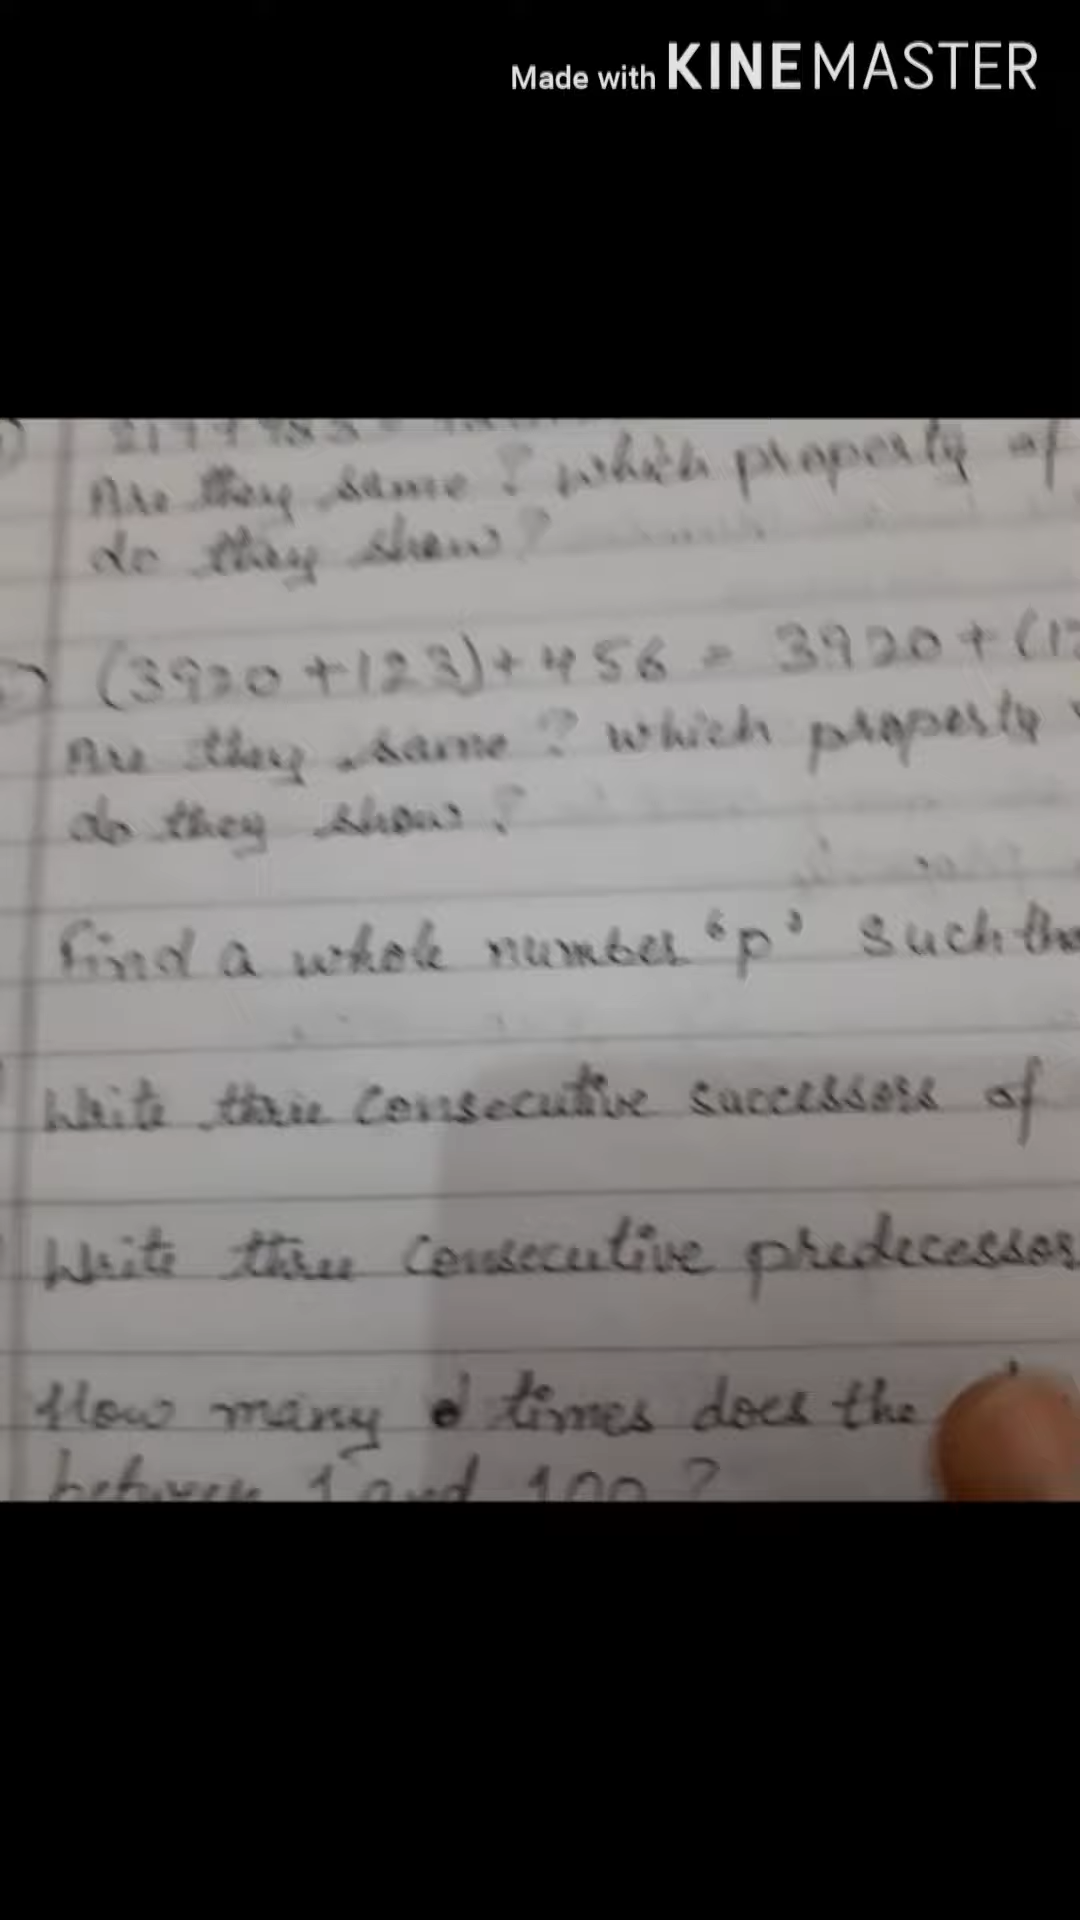 Made with KINEMASTER
Are they same? which property of
do they show?
(3920+123)+456 = 3920+(12
Are they same? which property
do they show?
Find a whole number 'p' such tha
Write three consecutive successors of
Write three consecutive predecessors
How many times does the
between 1 and 100?